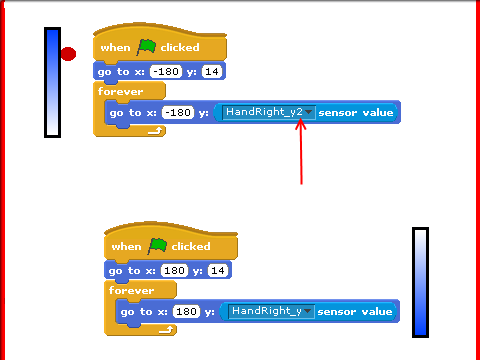 when clicked
go to x: -180 y: 14
forever
go to x: -180 y: HandRight_y2 sensor value
when clicked
go to x: 180 y: 14
forever
go to x: 180 y: HandRight_y sensor value